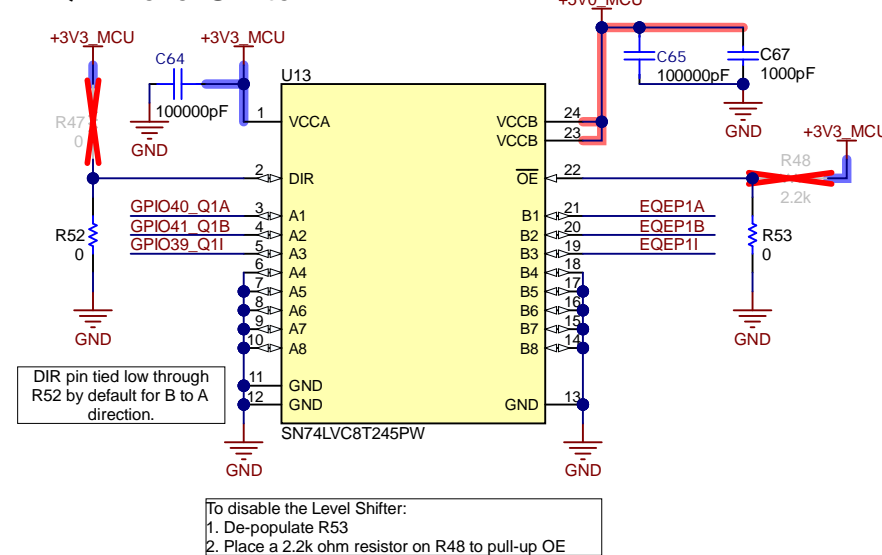 +3V3_MCU
+3V3_MCU
C64
100000pF
GND
R47
0
U13
C65
100000pF
C67
1000pF
GND
+3V3_MCU
R48
2.2k
1 VCCA VCCB 24
VCCB 23
2 DIR OE 22
GPIO40_Q1A 3 A1 B1 21 EQEP1A
GPIO41_Q1B 4 A2 B2 20 EQEP1B
GPIO39_Q1I 5 A3 B3 19 EQEP1I
6 A4 B4 18
7 A5 B5 17
8 A6 B6 16
9 A7 B7 15
10 A8 B8 14
11 GND
12 GND GND 13
R52
0
GND
R53
0
GND
SN74LVC8T245PW
GND
GND
DIR pin tied low through
R52 by default for B to A
direction.
To disable the Level Shifter:
1. De-populate R53
2. Place a 2.2k ohm resistor on R48 to pull-up OE